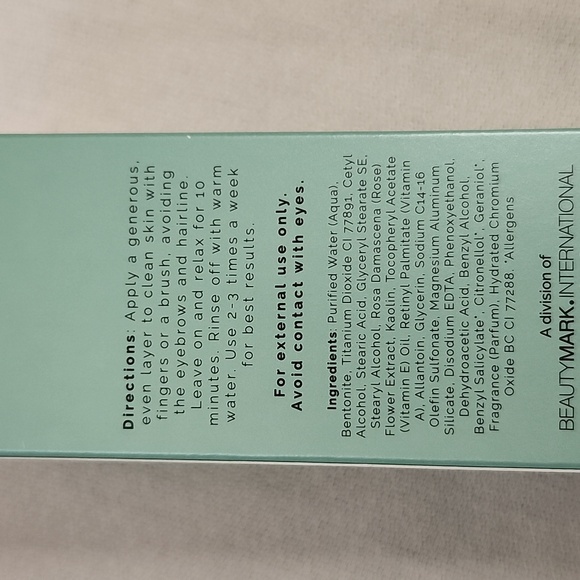 Directions: Apply a generous,
even layer to clean skin with
fingers or a brush, avoiding
the eyebrows and hairline.
Leave on and relax for 10
minutes. Rinse off with warm
water. Use 2-3 times a week
for best results.
For external use only.
Avoid contact with eyes.
Ingredients: Purified Water (Aqua),
Bentonite, Titanium Dioxide CI 77891, Cetyl
Alcohol, Stearic Acid, Glyceryl Stearate SE,
Stearyl Alcohol, Rosa Damascena (Rose)
Flower Extract, Kaolin, Tocopheryl Acetate
(Vitamin E) Oil, Retinyl Palmitate (Vitamin
A), Allantoin, Glycerin, Sodium C14-16
Olefin Sulfonate, Magnesium Aluminum
Silicate, Disodium EDTA, Phenoxyethanol,
Dehydroacetic Acid, Benzyl Alcohol,
Benzyl Salicylate*, Citronellol*, Geraniol*,
Fragrance (Parfum), Hydrated Chromium
Oxide BC CI 77288. *Allergens
A division of
BEAUTYMARK.INTERNATIONAL